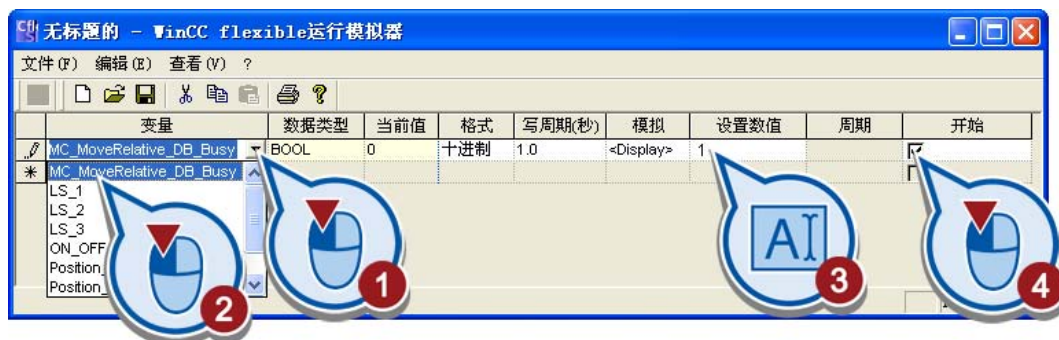 无标题的 - WinCC flexible运行模拟器
文件(F) 编辑(E) 查看(V) ?
变量 数据类型 当前值 格式 写周期(秒) 模拟 设置数值 周期 开始
MC_MoveRelative_DB_Busy BOOL 0 十进制 1.0 <Display> 1
MC_MoveRelative_DB_Busy
LS_1
LS_2
LS_3
ON_OFF
Position_
Position_
A
1
2
3
4